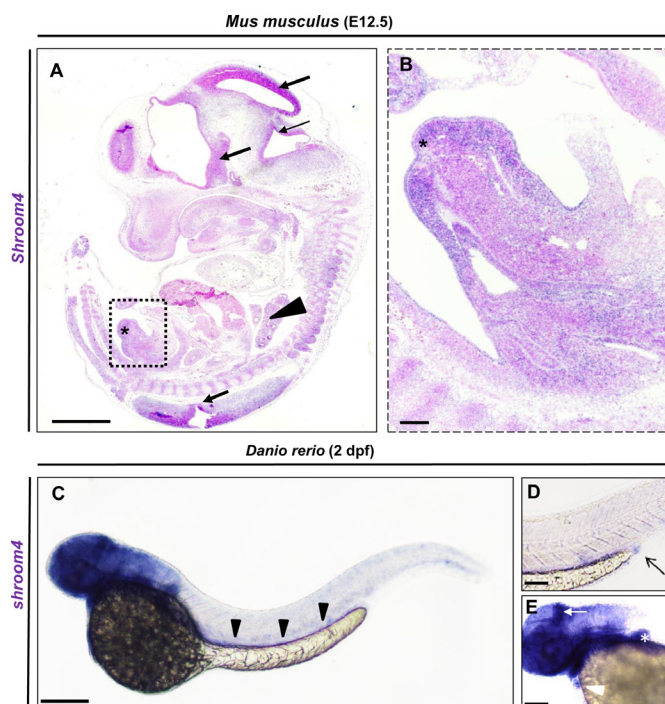 Mus musculus (E12.5)
A
B
*
*
Shroom4
Danio rerio (2 dpf)
C
D
E
*
shroom4